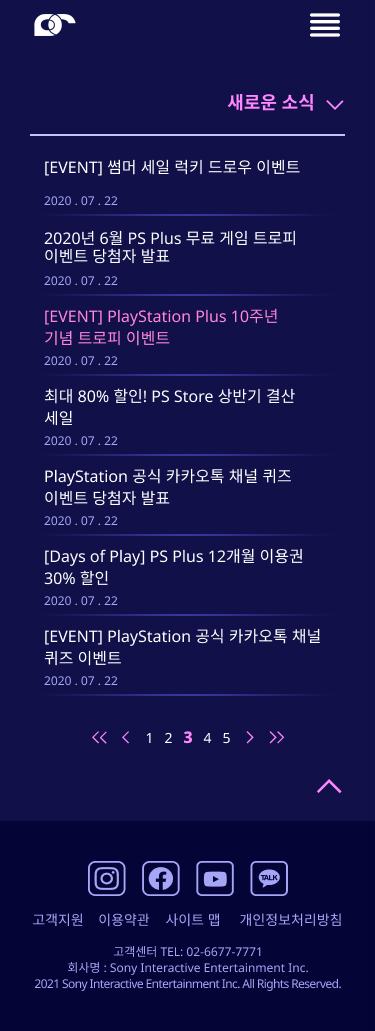 새로운 소식
[EVENT] 썸머 세일 럭키 드로우 이벤트
2020 . 07 . 22
2020년 6월 PS Plus 무료 게임 트로피
이벤트 당첨자 발표
2020 . 07 . 22
[EVENT] PlayStation Plus 10주년
기념 트로피 이벤트
2020 . 07 . 22
최대 80% 할인! PS Store 상반기 결산
세일
2020 . 07 . 22
PlayStation 공식 카카오톡 채널 퀴즈
이벤트 당첨자 발표
2020 . 07 . 22
[Days of Play] PS Plus 12개월 이용권
30% 할인
2020 . 07 . 22
[EVENT] PlayStation 공식 카카오톡 채널
퀴즈 이벤트
2020 . 07 . 22
1 2 3 4 5
TALK
고객지원 이용약관 사이트 맵 개인정보처리방침
고객센터 TEL: 02-6677-7771
회사명 : Sony Interactive Entertainment Inc.
2021 Sony Interactive Entertainment Inc. All Rights Reserved.